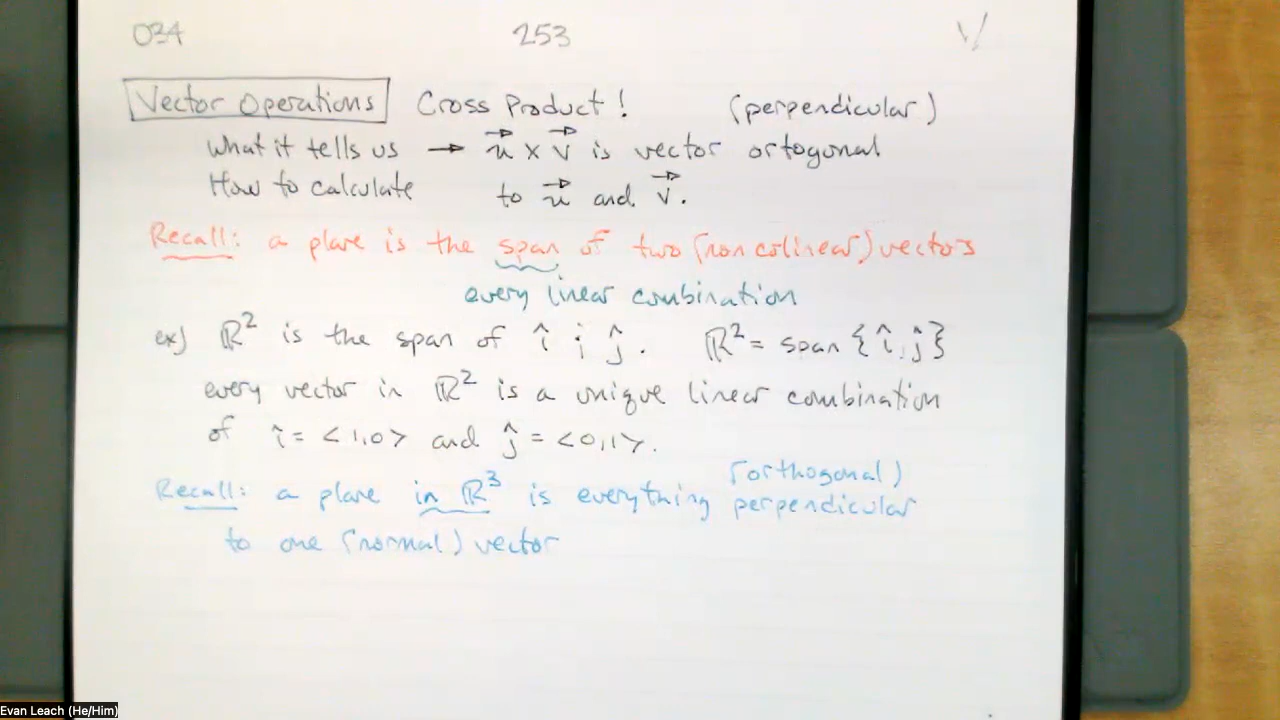 034 253 V/
Vector Operations Cross Product! (perpendicular)
What it tells us → u⃗ × v⃗ is vector ortogonal
How to calculate to u⃗ and v⃗.
Recall: a plane is the span of two (non colinear) vectors
every linear combination
ex) ℝ² is the span of î ; ĵ. ℝ² = span {î, ĵ}
every vector in ℝ² is a unique linear combination
of î = <1,0> and ĵ = <0,1>.
(orthogonal)
Recall: a plane in ℝ³ is everything perpendicular
to one (normal) vector
Evan Leach (He/Him)